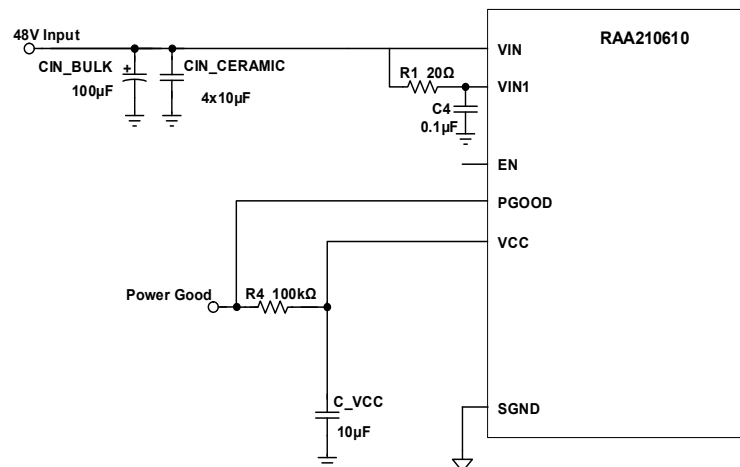 48V Input
RAA210610
VIN
CIN_BULK
CIN_CERAMIC
+
100µF
4x10µF
R1 20Ω
VIN1
C4
0.1µF
EN
PGOOD
VCC
Power Good
R4 100kΩ
C_VCC
10µF
SGND